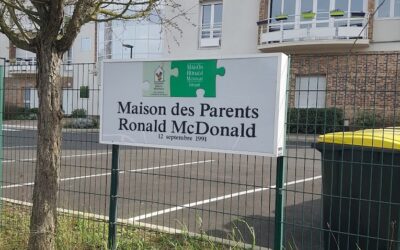 Maison des Parents
Ronald McDonald
12 septembre 1991